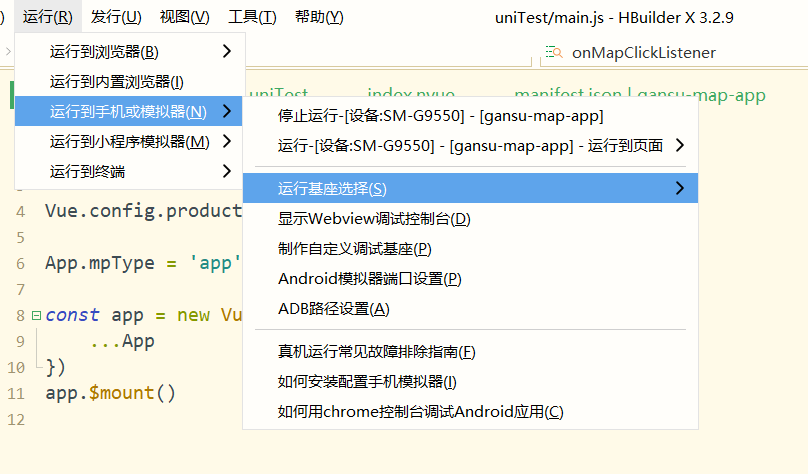 ) 运行(R) 发行(U) 视图(V) 工具(T) 帮助(Y) uniTest/main.js - HBuilder X 3.2.9
onMapClickListener
uniTest index.nvue manifest.json | gansu-map-app
运行到浏览器(B)
运行到内置浏览器(I)
运行到手机或模拟器(N)
运行到小程序模拟器(M)
运行到终端
停止运行-[设备:SM-G9550] - [gansu-map-app]
运行-[设备:SM-G9550] - [gansu-map-app] - 运行到页面
运行基座选择(S)
显示Webview调试控制台(D)
制作自定义调试基座(P)
Android模拟器端口设置(P)
ADB路径设置(A)
真机运行常见故障排除指南(F)
如何安装配置手机模拟器(I)
如何用chrome控制台调试Android应用(C)
4 Vue.config.product
5
6 App.mpType = 'app'
7
8 const app = new Vu
9 ...App
10 })
11 app.$mount()
12